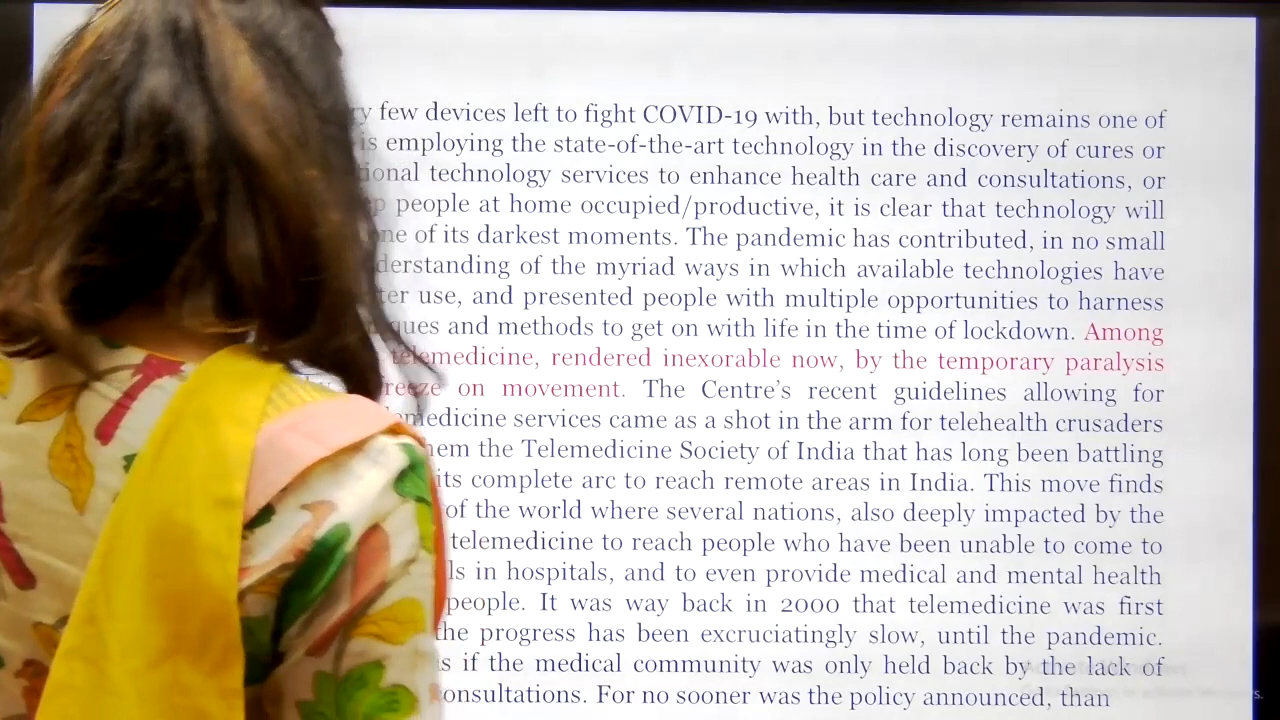 few devices left to fight COVID-19 with, but technology remains one of
is employing the state-of-the-art technology in the discovery of cures or
technology services to enhance health care and consultations, or
people at home occupied/productive, it is clear that technology will
of its darkest moments. The pandemic has contributed, in no small
of the myriad ways in which available technologies have
use, and presented people with multiple opportunities to harness
and methods to get on with life in the time of lockdown. Among
telemedicine, rendered inexorable now, by the temporary paralysis
freeze on movement. The Centre's recent guidelines allowing for
services came as a shot in the arm for telehealth crusaders
the Telemedicine Society of India that has long been battling
its complete arc to reach remote areas in India. This move finds
of the world where several nations, also deeply impacted by the
telemedicine to reach people who have been unable to come to
in hospitals, and to even provide medical and mental health
people. It was way back in 2000 that telemedicine was first
the progress has been excruciatingly slow, until the pandemic.
if the medical community was only held back by the lack of
consultations. For no sooner was the policy announced, than